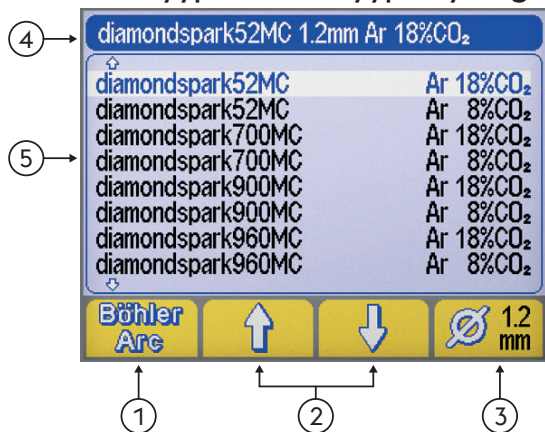 ④ diamondspark52MC 1.2mm Ar 18%CO₂
diamondspark52MC Ar 18%CO₂
diamondspark52MC Ar 8%CO₂
diamondspark700MC Ar 18%CO₂
⑤ diamondspark700MC Ar 8%CO₂
diamondspark900MC Ar 18%CO₂
diamondspark900MC Ar 8%CO₂
diamondspark960MC Ar 18%CO₂
diamondspark960MC Ar 8%CO₂
Böhler Ø 1.2
Arc mm
① ② ③